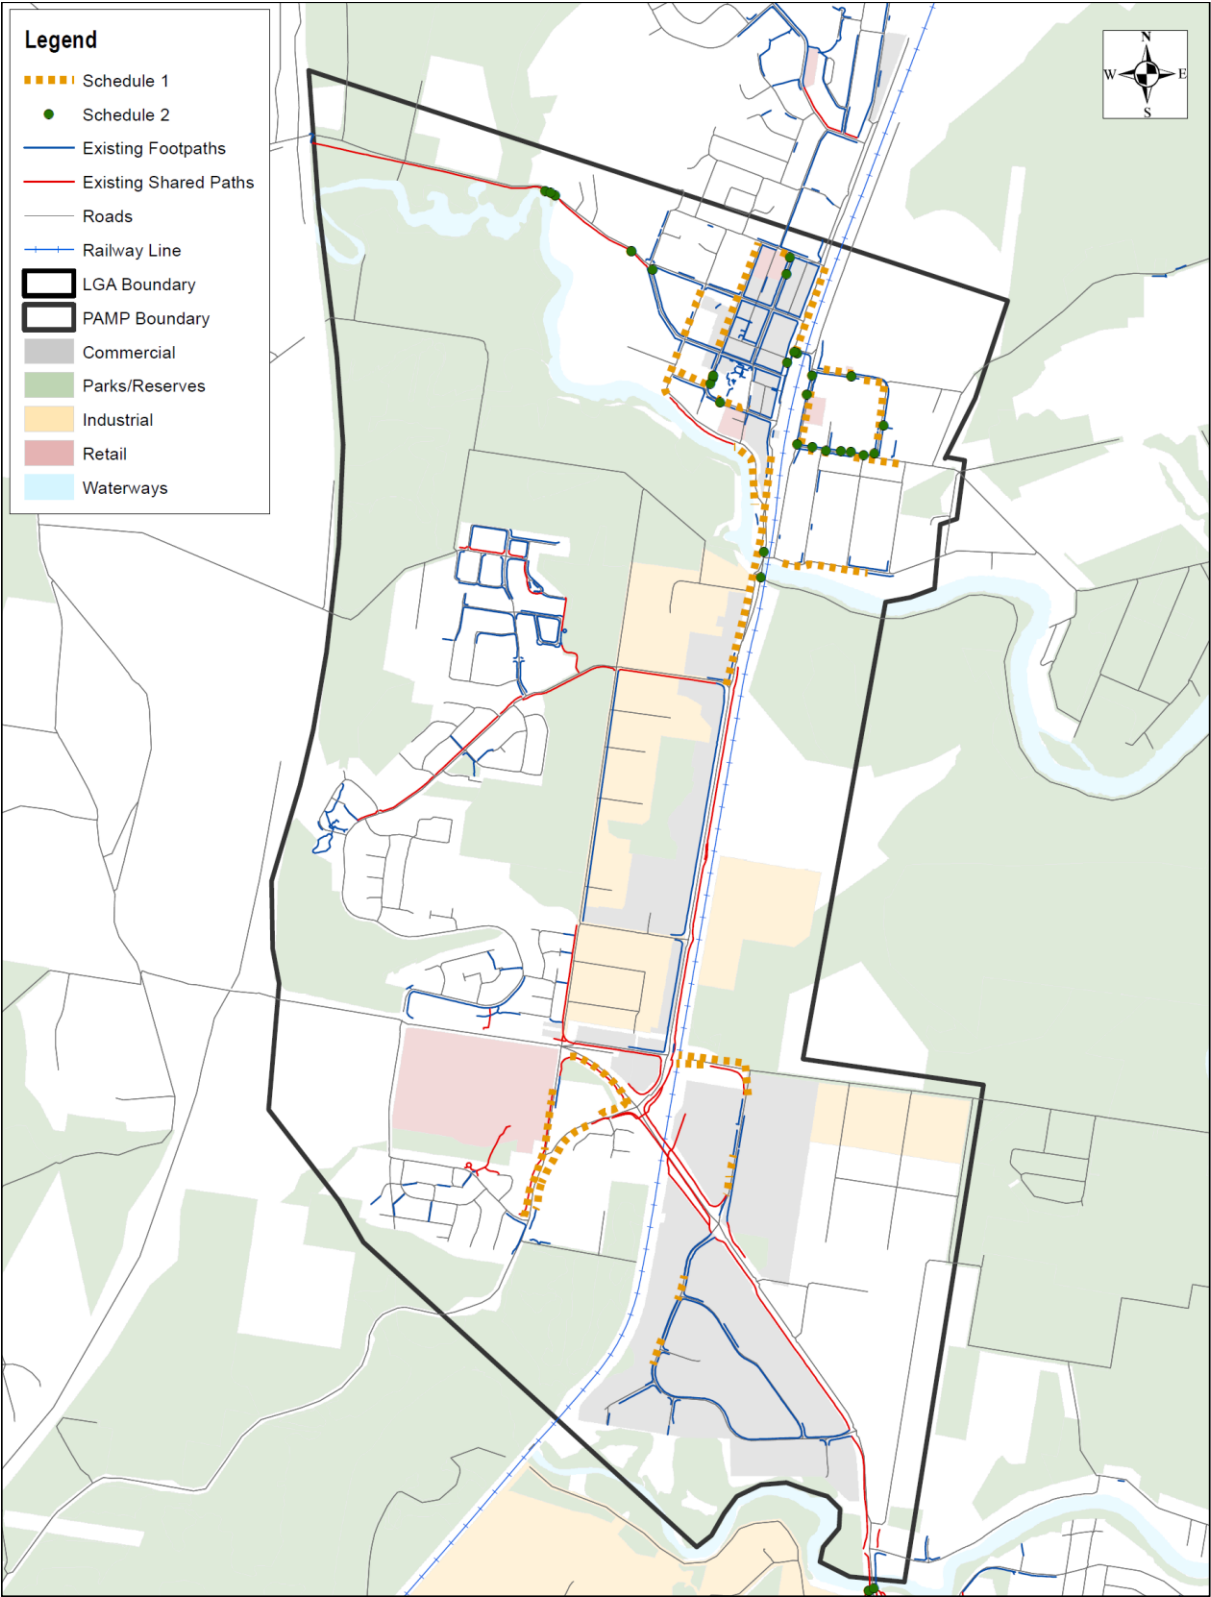 Legend
Schedule 1
Schedule 2
Existing Footpaths
Existing Shared Paths
Roads
Railway Line
LGA Boundary
PAMP Boundary
Commercial
Parks/Reserves
Industrial
Retail
Waterways
N
W E
S